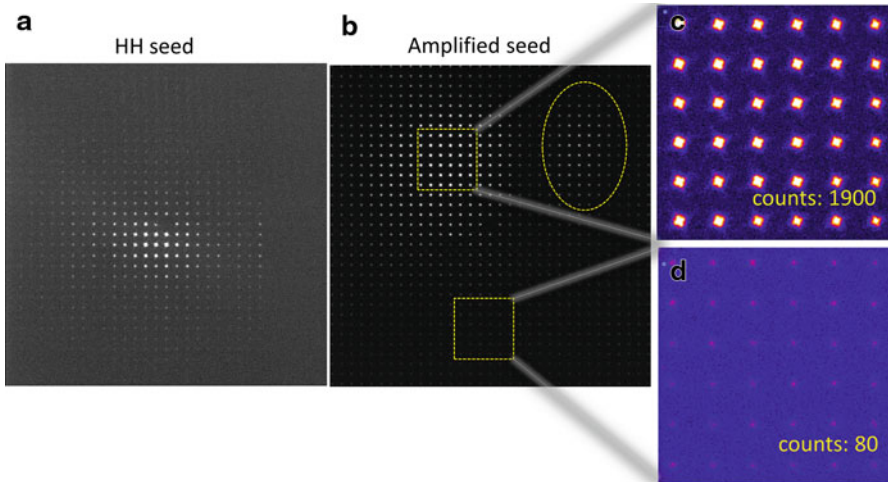 a
HH seed
b
Amplified seed
c
counts: 1900
d
counts: 80